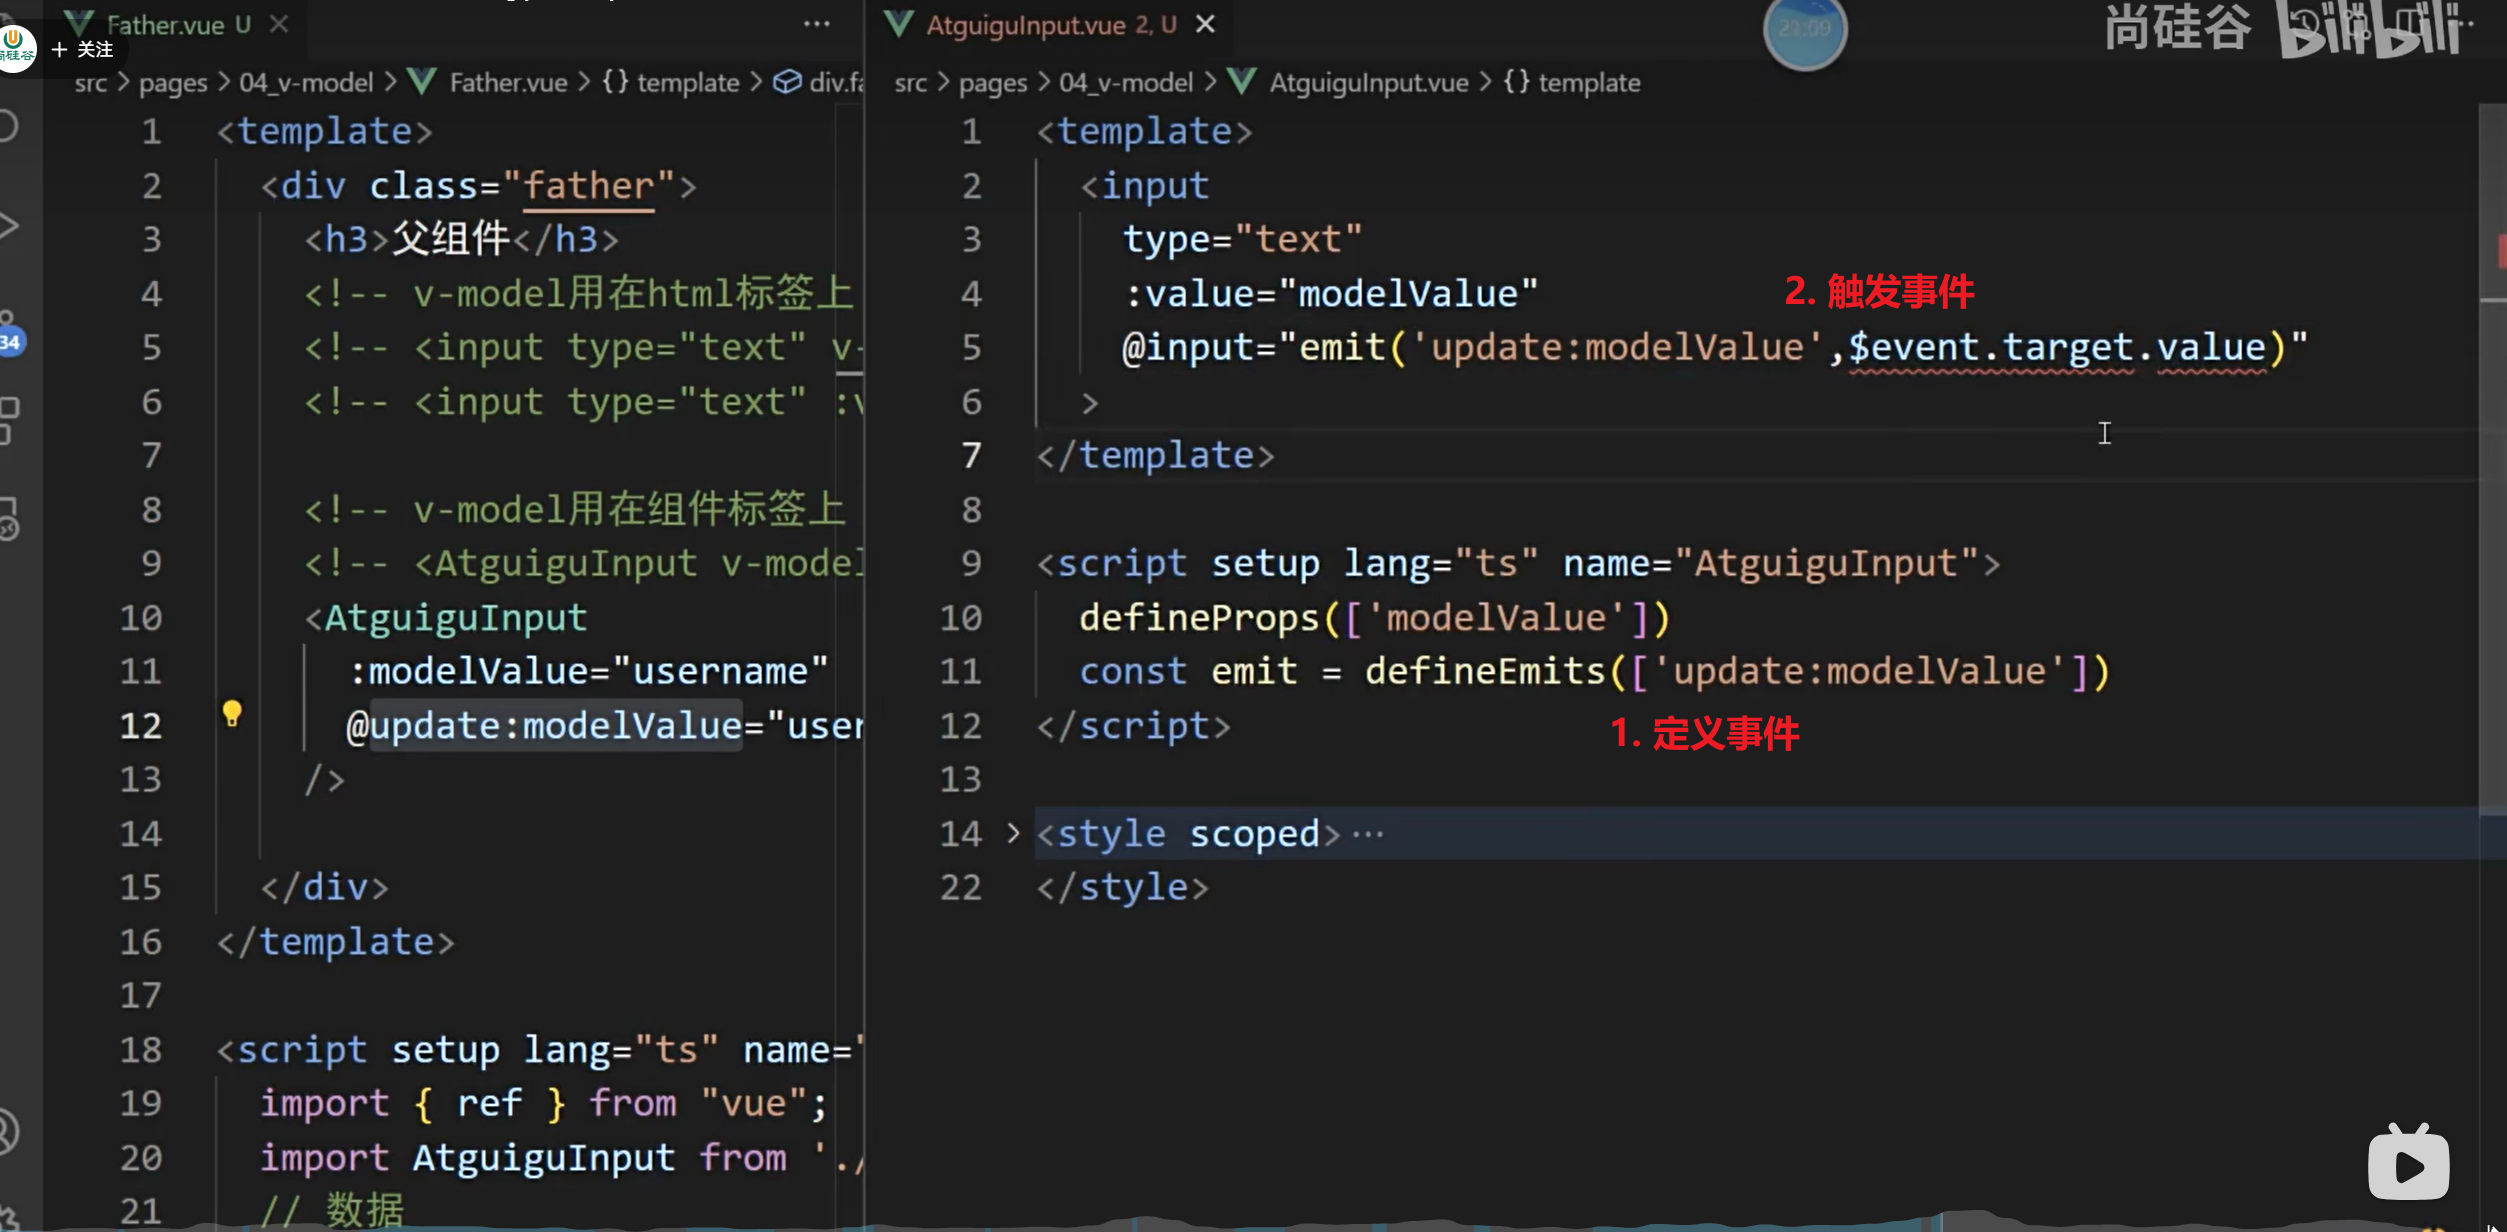 Father.vue U
AtguiguInput.vue 2, U
尚硅谷 bilibili
21:00
+ 关注
src > pages > 04_v-model > Father.vue > {} template >
src > pages > 04_v-model > AtguiguInput.vue > {} template
34
1 <template>
2 <div class="father">
3 <h3>父组件</h3>
4 <!-- v-model用在html标签上
5 <!-- <input type="text" v-
6 <!-- <input type="text" :v
7
8 <!-- v-model用在组件标签上
9 <!-- <AtguiguInput v-model
10 <AtguiguInput
11 :modelValue="username"
12 @update:modelValue="user
13 />
14
15 </div>
16 </template>
17
18 <script setup lang="ts" name="
19 import { ref } from "vue";
20 import AtguiguInput from './
21 // 数据
1 <template>
2 <input
3 type="text"
4 :value="modelValue"
2. 触发事件
5 @input="emit('update:modelValue',$event.target.value)"
6 >
7 </template>
8
9 <script setup lang="ts" name="AtguiguInput">
10 defineProps(['modelValue'])
11 const emit = defineEmits(['update:modelValue'])
1. 定义事件
12 </script>
13
14 > <style scoped>···
22 </style>